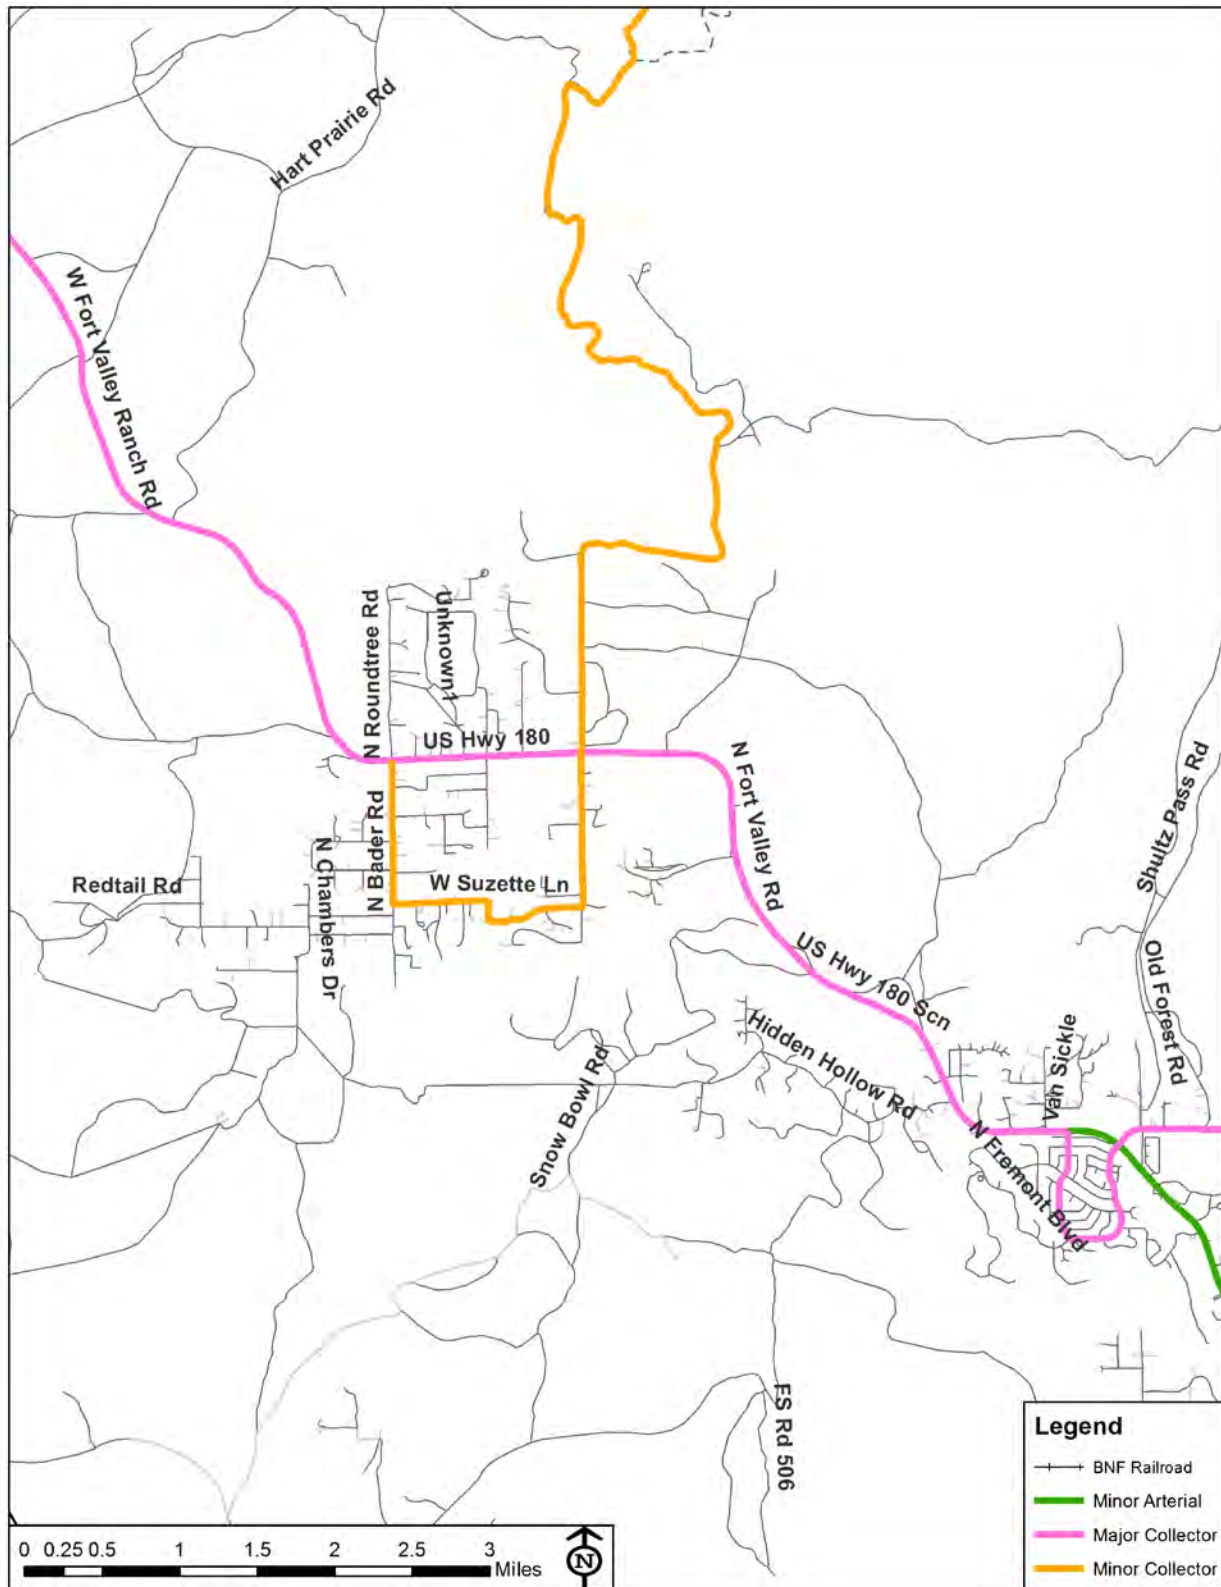 Hart Prairie Rd
W Fort Valley Ranch Rd
N Roundtree Rd
Unknown1
US Hwy 180
N Fort Valley Rd
Shultz Pass Rd
N Bader Rd
N Chambers Dr
W Suzette Ln
Redtail Rd
US Hwy 180 Scn
Old Forest Rd
Van Sickle
Hidden Hollow Rd
Snow Bowl Rd
N Fremont Blvd
FS Rd 506
Legend
BNF Railroad
Minor Arterial
Major Collector
Minor Collector
0 0.25 0.5 1 1.5 2 2.5 3
Miles
N